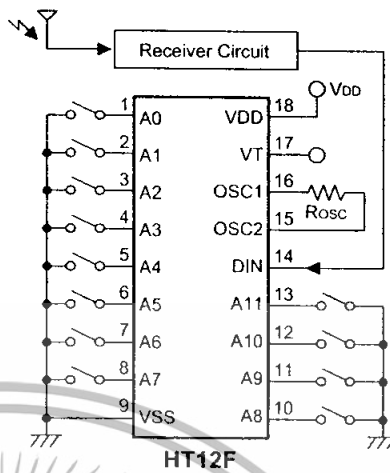 Receiver Circuit
1 A0 VDD 18 VDD
2 A1 VT 17
3 A2 OSC1 16
ROSC
4 A3 OSC2 15
5 A4 DIN 14
6 A5 A11 13
7 A6 A10 12
8 A7 A9 11
9 VSS A8 10
HT12F